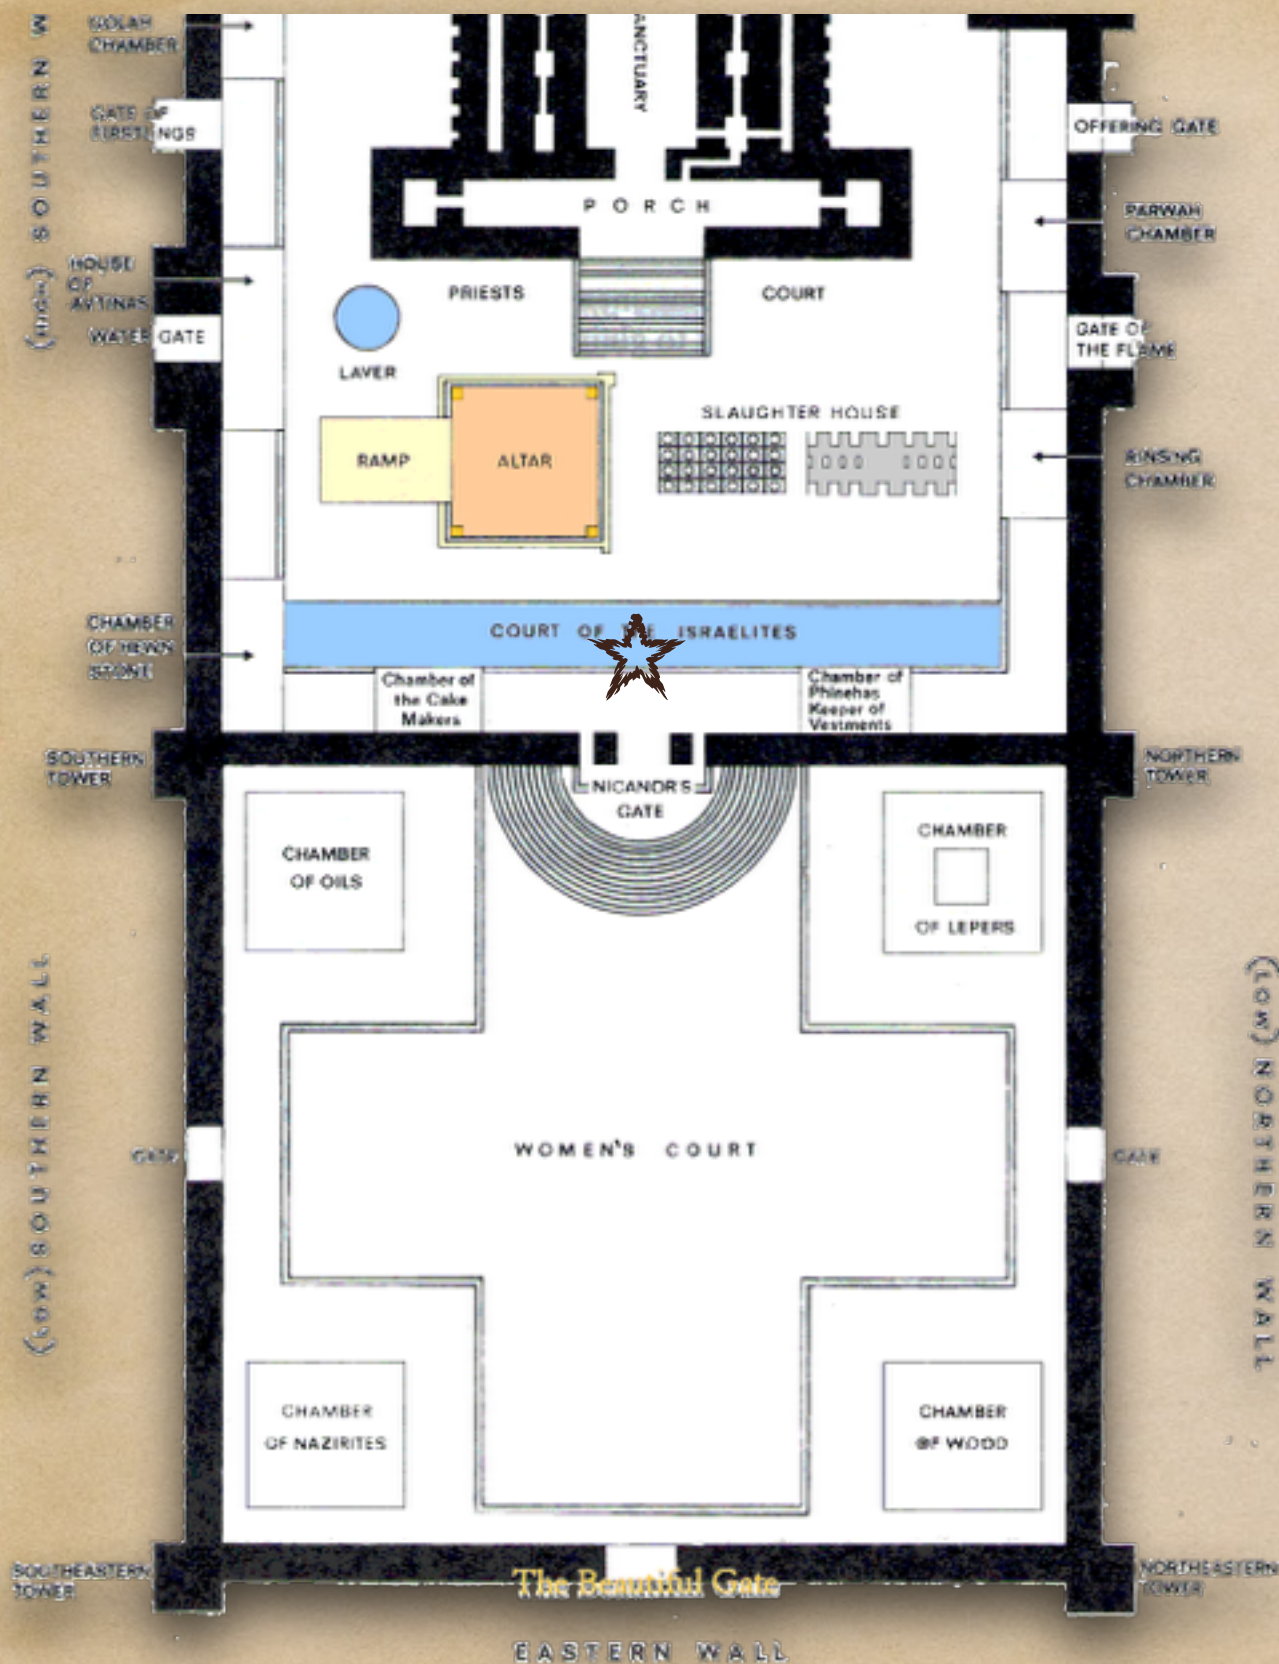 GOLAH
CHAMBER
(HIGH) SOUTHERN W
ANCTUARY
GATE OF
FIRSTLINGS
OFFERING GATE
PORCH
PARWAH
CHAMBER
HOUSE
OF
AVTINAS
PRIESTS COURT
WATER GATE
GATE OF
THE FLAME
LAVER
SLAUGHTER HOUSE
RAMP
ALTAR
RINSING
CHAMBER
CHAMBER
OF HEWN
STONE
COURT OF THE ISRAELITES
Chamber of
the Cake
Makers
Chamber of
Phinehas
Keeper of
Vestments
SOUTHERN
TOWER
NORTHERN
TOWER
NICANOR'S
GATE
CHAMBER
OF OILS
CHAMBER
OF LEPERS
(LOW) SOUTHERN WALL
(LOW) NORTHERN WALL
WOMEN'S COURT
GATE
GATE
CHAMBER
OF NAZIRITES
CHAMBER
OF WOOD
SOUTHEASTERN
TOWER
The Beautiful Gate
NORTHEASTERN
TOWER
EASTERN WALL